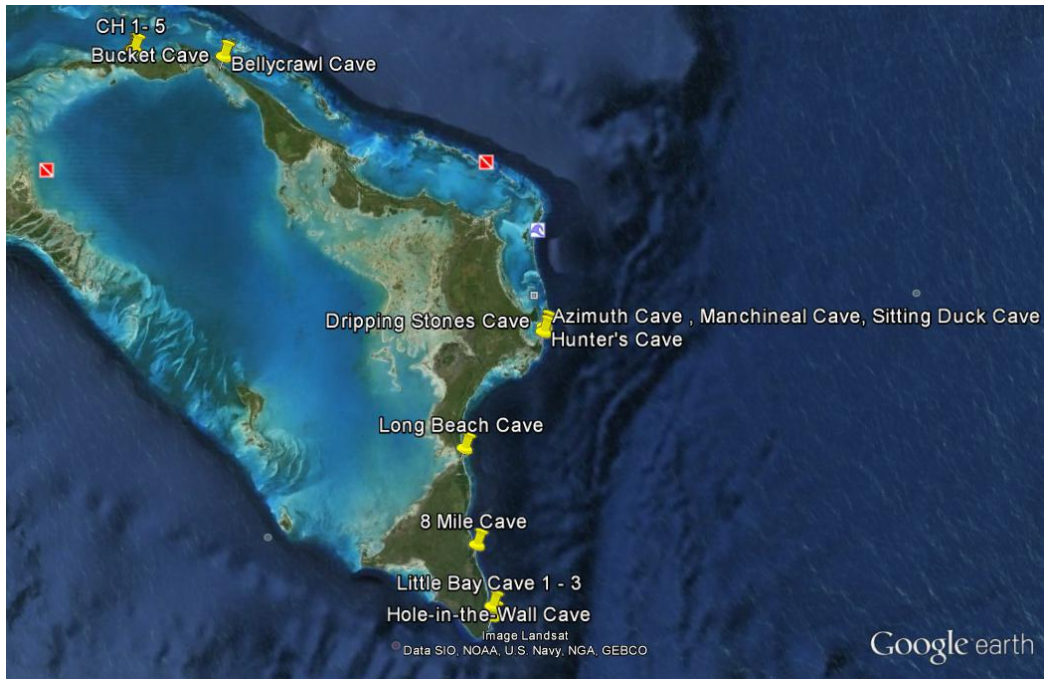 CH 1- 5
Bucket Cave
Bellycrawl Cave
Dripping Stones Cave
Azimuth Cave , Manchineal Cave, Sitting Duck Cave
Hunter's Cave
Long Beach Cave
8 Mile Cave
Little Bay Cave 1 - 3
Hole-in-the-Wall Cave
Image Landsat
Data SIO, NOAA, U.S. Navy, NGA, GEBCO
Google earth